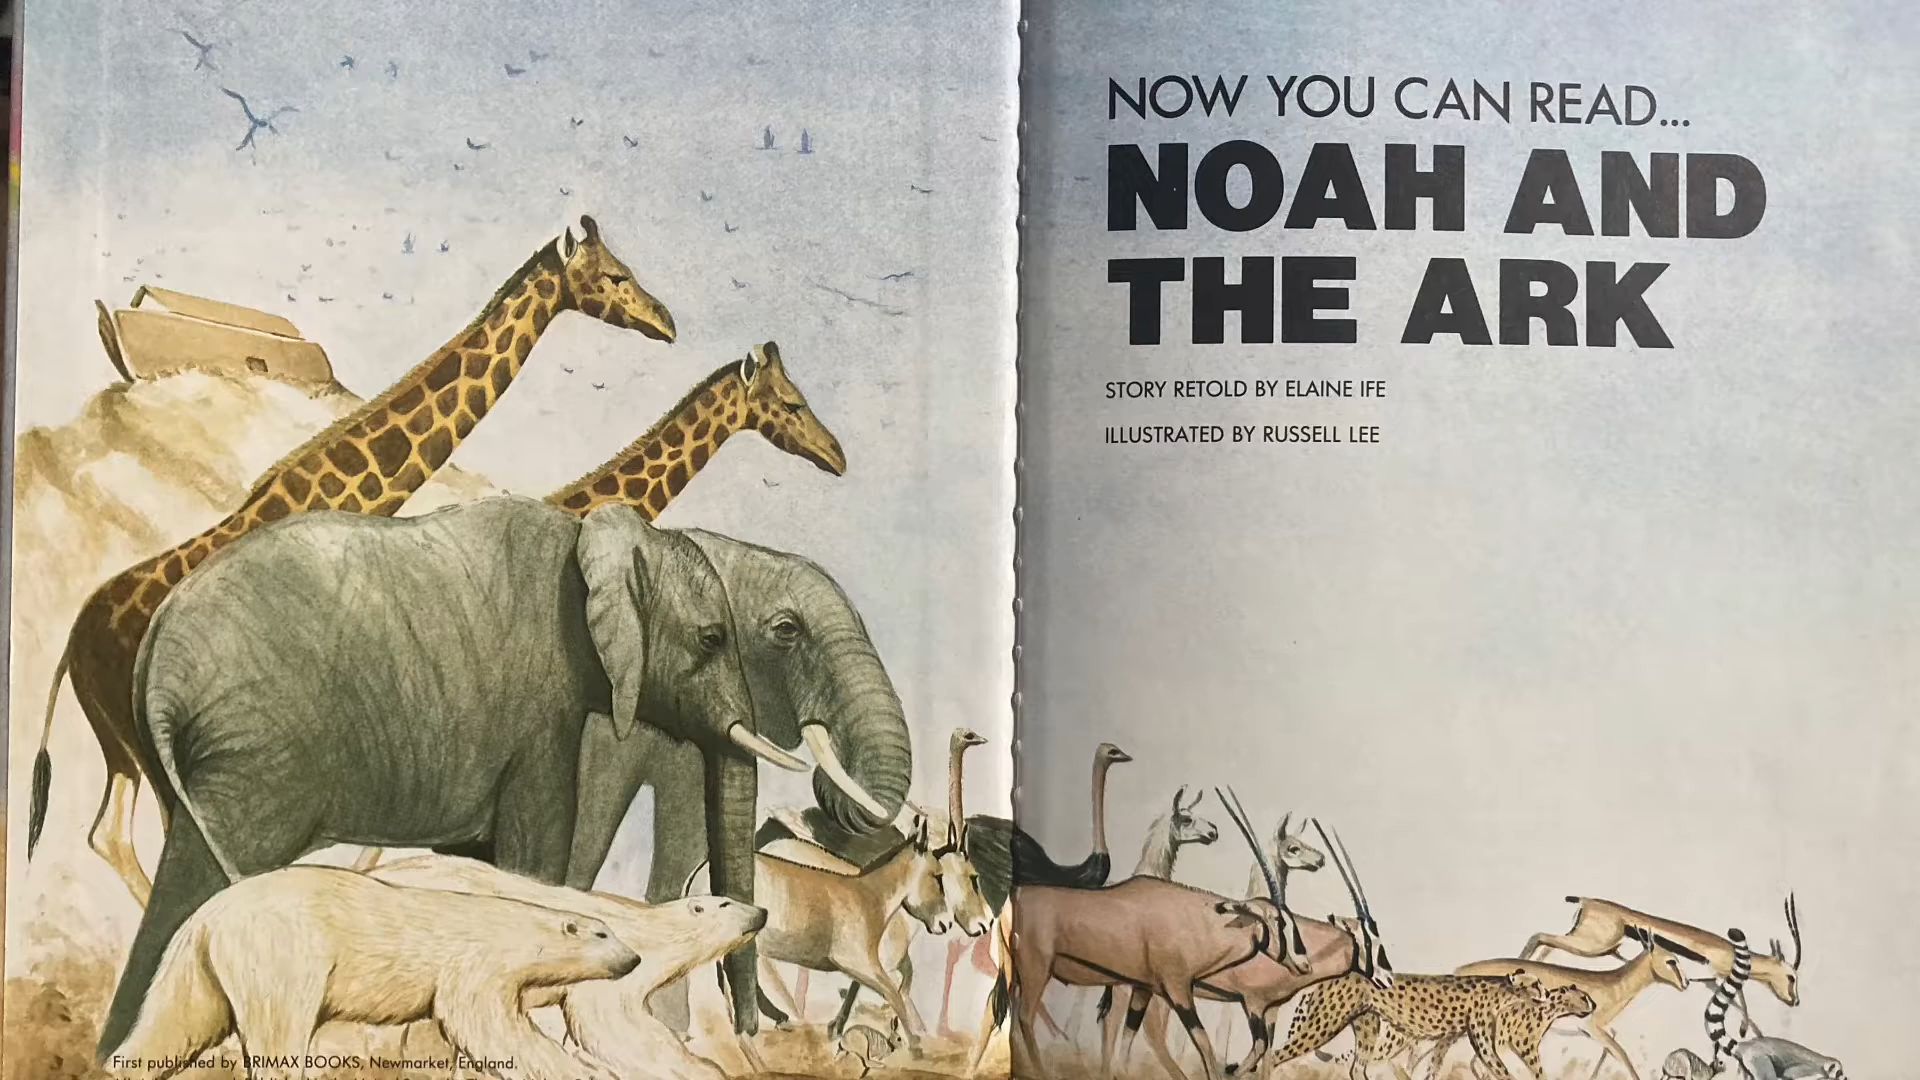 NOW YOU CAN READ...
NOAH AND
THE ARK
STORY RETOLD BY ELAINE IFE
ILLUSTRATED BY RUSSELL LEE
First published by BRIMAX BOOKS, Newmarket, England.